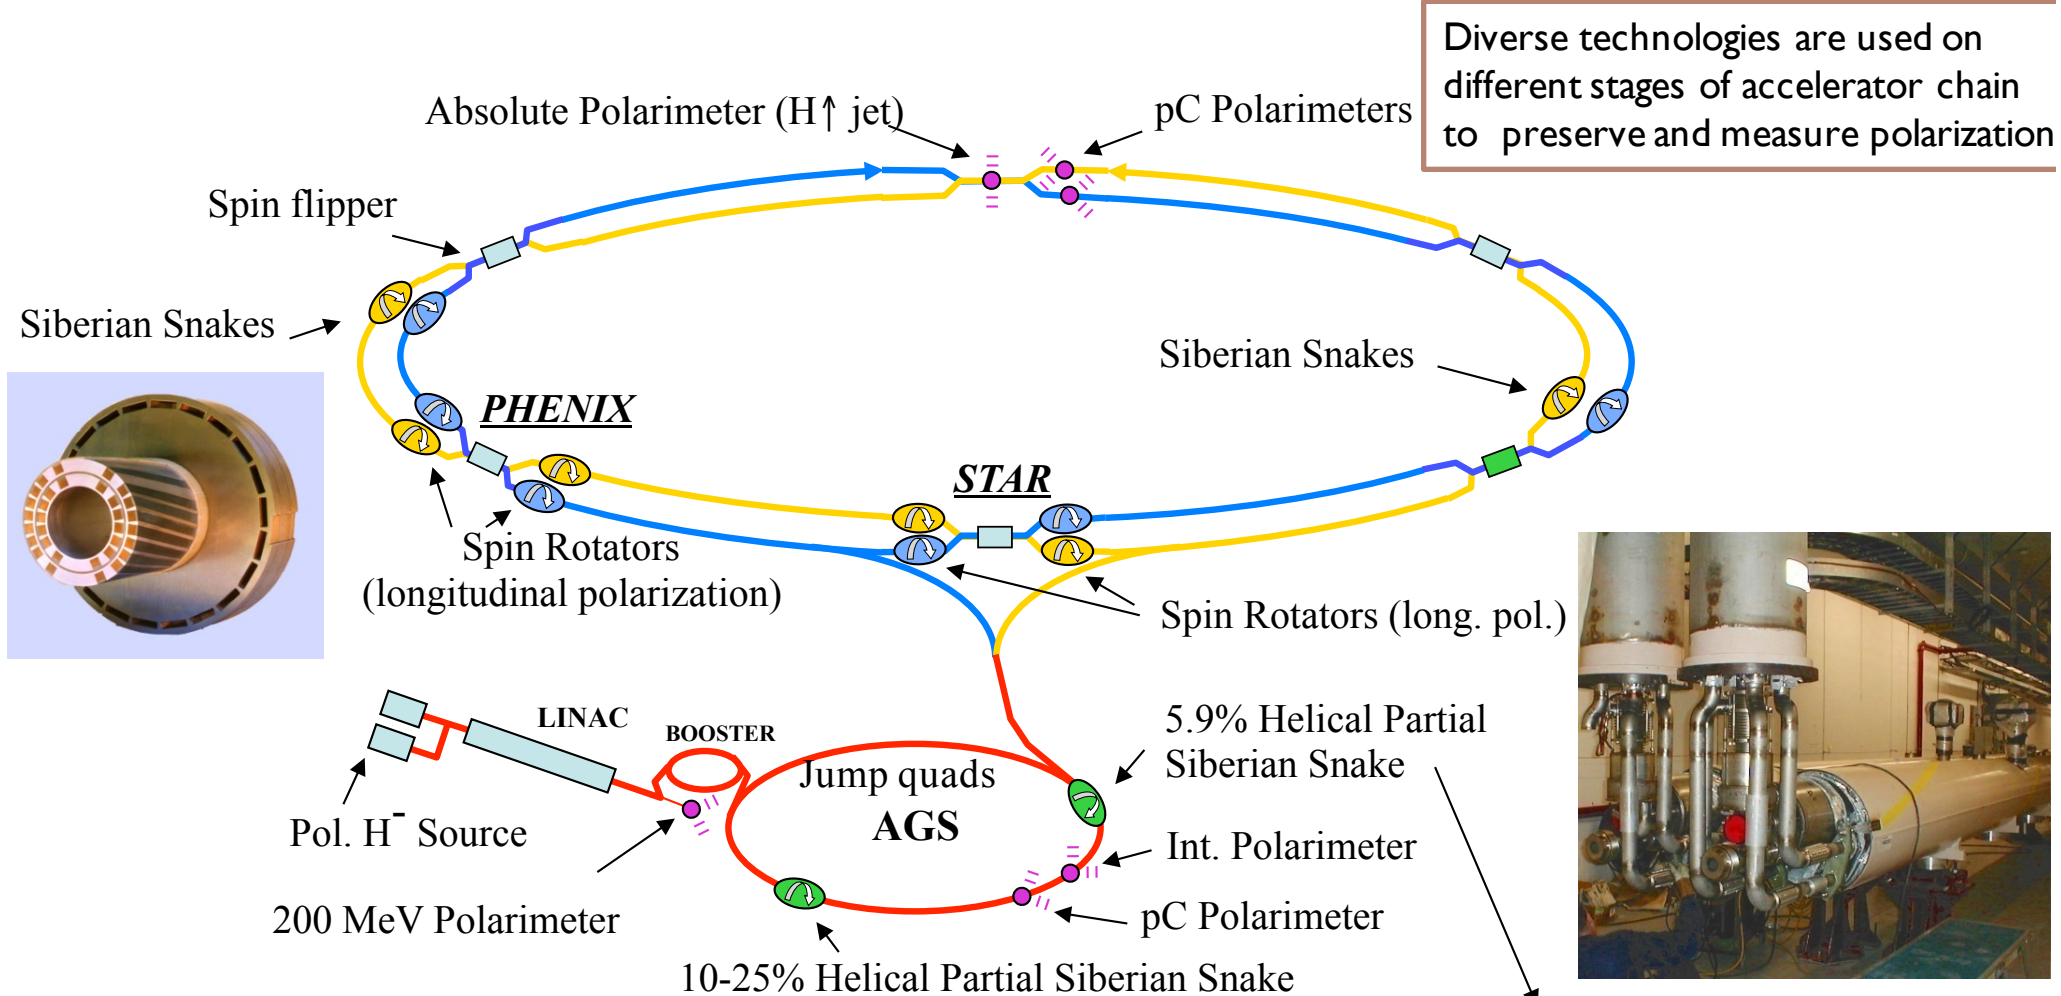 Diverse technologies are used on
different stages of accelerator chain
to preserve and measure polarization
Absolute Polarimeter (H↑ jet)
pC Polarimeters
Spin flipper
Siberian Snakes
Siberian Snakes
PHENIX
STAR
Spin Rotators
(longitudinal polarization)
Spin Rotators (long. pol.)
LINAC
BOOSTER
5.9% Helical Partial
Siberian Snake
Jump quads
AGS
Pol. H⁻ Source
Int. Polarimeter
200 MeV Polarimeter
pC Polarimeter
10-25% Helical Partial Siberian Snake